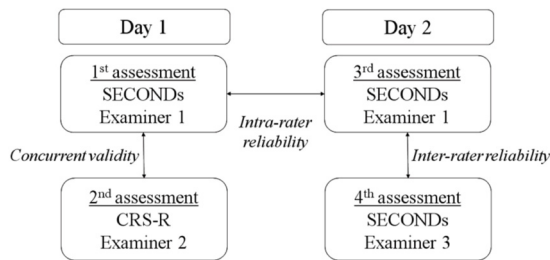 Day 1
Day 2
1st assessment
SECONDs
Examiner 1
3rd assessment
SECONDs
Examiner 1
Intra-rater
reliability
Concurrent validity
Inter-rater reliability
2nd assessment
CRS-R
Examiner 2
4th assessment
SECONDs
Examiner 3